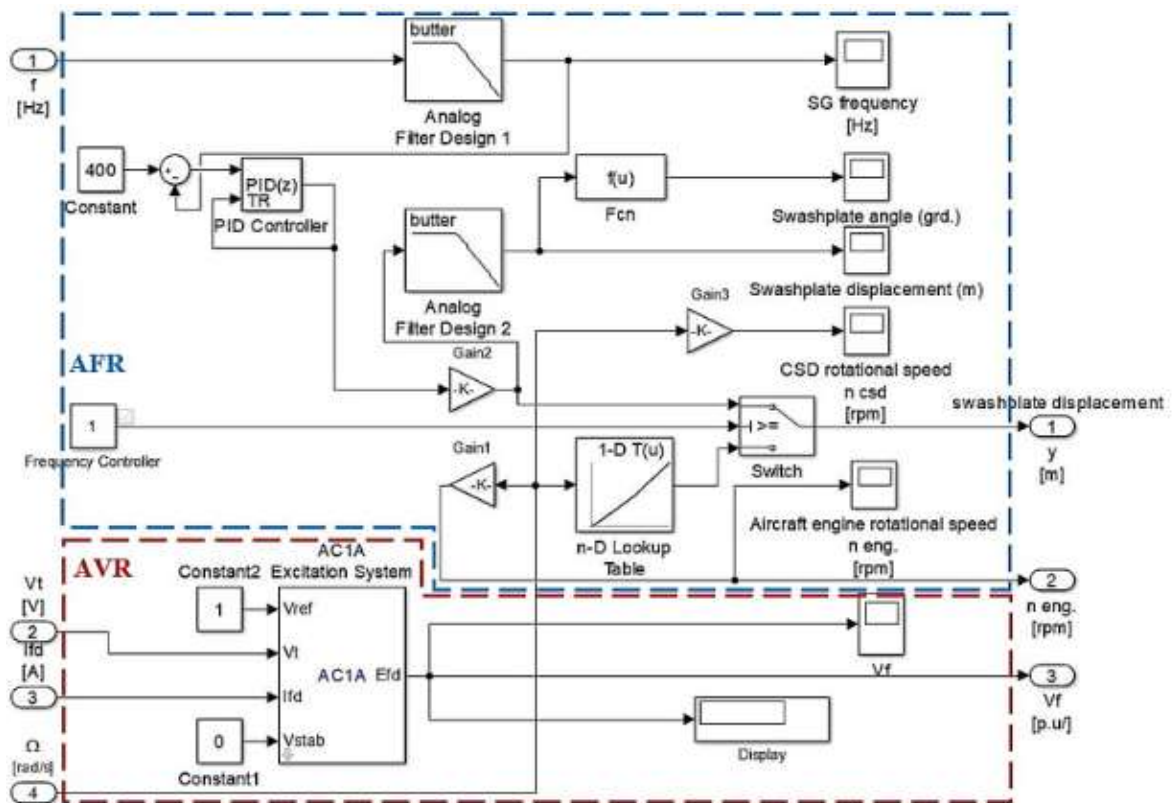 butter
1
f
[Hz]
Analog
Filter Design 1
SG frequency
[Hz]
400
Constant
+
-
PID(z)
TR
PID Controller
f(u)
Fcn
Swashplate angle (grd.)
butter
Analog
Filter Design 2
Swashplate displacement (m)
Gain3
-K-
CSD rotational speed
n csd
[rpm]
AFR
Gain2
-K-
swashplate displacement
1
y
[m]
1
Frequency Controller
>=
Switch
Gain1
-K-
1-D T(u)
n-D Lookup
Table
Aircraft engine rotational speed
n eng.
[rpm]
2
n eng.
[rpm]
AVR
AC1A
Excitation System
Constant2
1
Vt
[V]
2
Ifd
[A]
3
Vref
Vt
Ifd
Vstab
AC1A
Efd
0
Constant1
Vf
3
Vf
[p.u/]
Display
Ω
[rad/s]
4